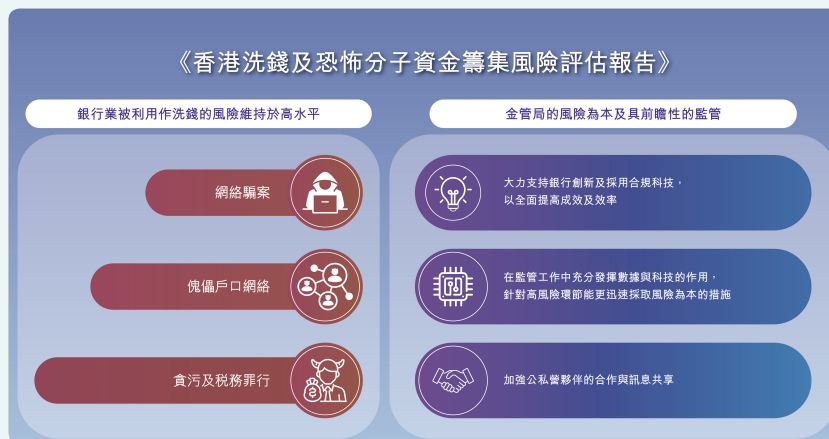 《香港洗錢及恐怖分子資金籌集風險評估報告》
銀行業被利用作洗錢的風險維持於高水平
網絡騙案
傀儡戶口網絡
貪污及稅務罪行
金管局的風險為本及具前瞻性的監管
大力支持銀行創新及採用合規科技，
以全面提高成效及效率
在監管工作中充分發揮數據與科技的作用，
針對高風險環節能更迅速採取風險為本的措施
加強公私營夥伴的合作與訊息共享